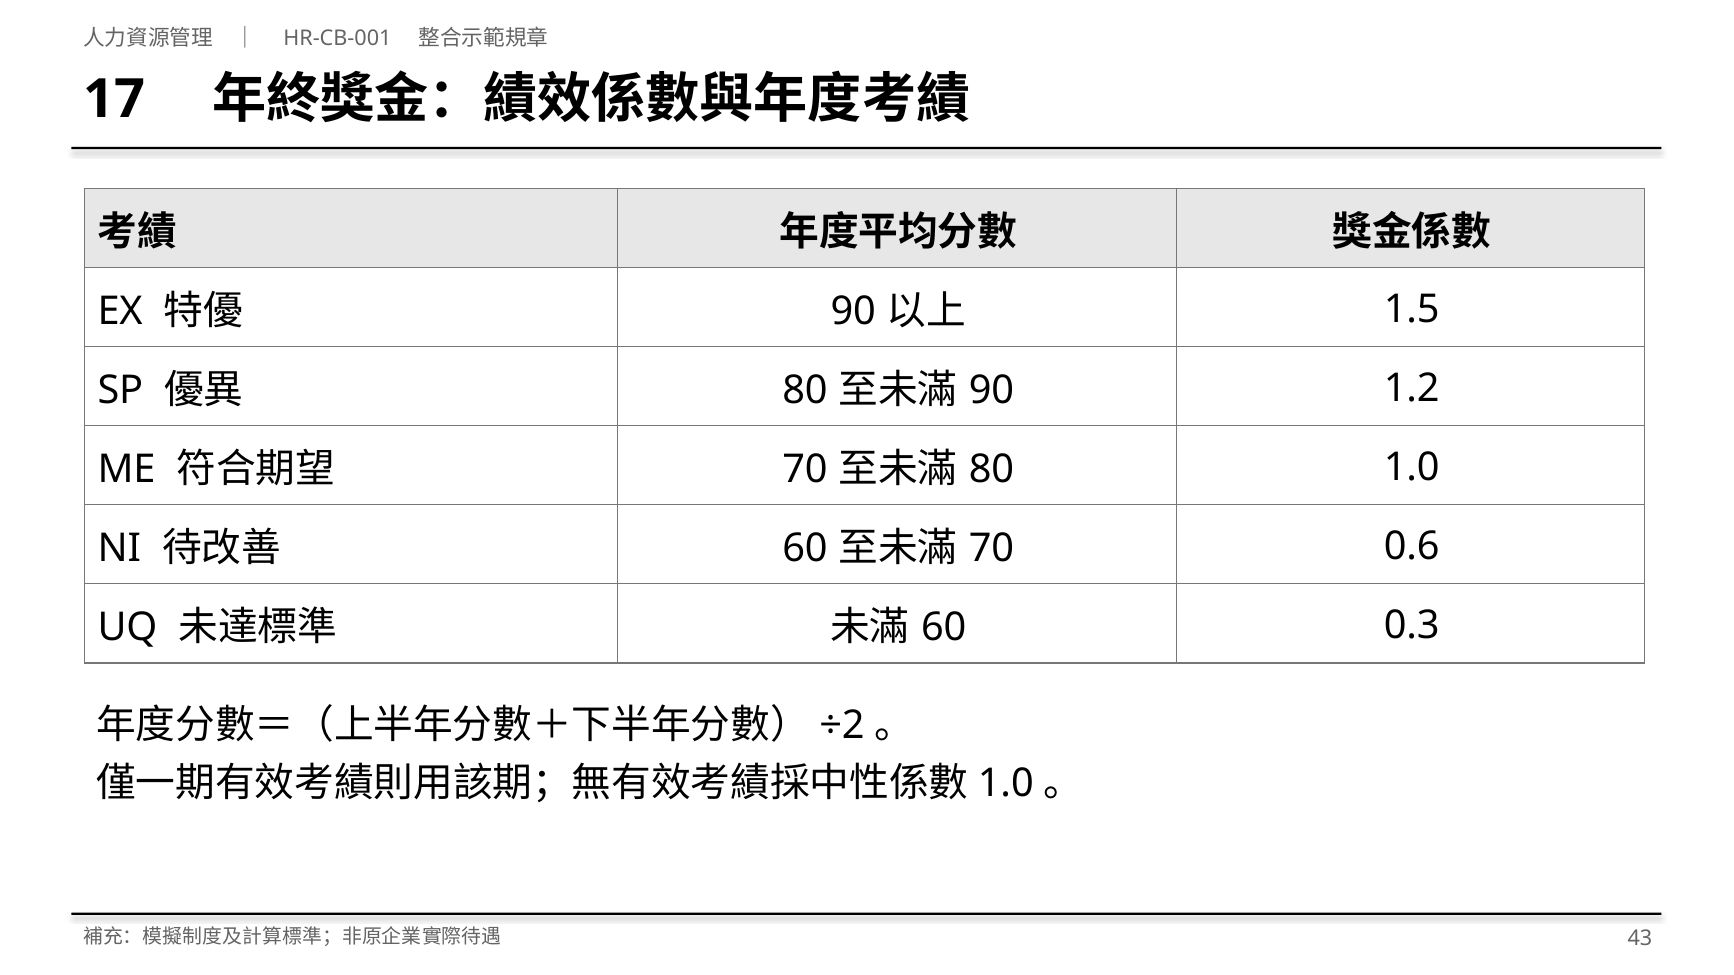 人力資源管理　｜　HR-CB-001　整合示範規章
17　年終獎金：績效係數與年度考績
考績　年度平均分數　獎金係數
EX 特優　90 以上　1.5
SP 優異　80 至未滿 90　1.2
ME 符合期望　70 至未滿 80　1.0
NI 待改善　60 至未滿 70　0.6
UQ 未達標準　未滿 60　0.3
年度分數＝（上半年分數＋下半年分數）÷2。
僅一期有效考績則用該期；無有效考績採中性係數 1.0。
補充：模擬制度及計算標準；非原企業實際待遇　43